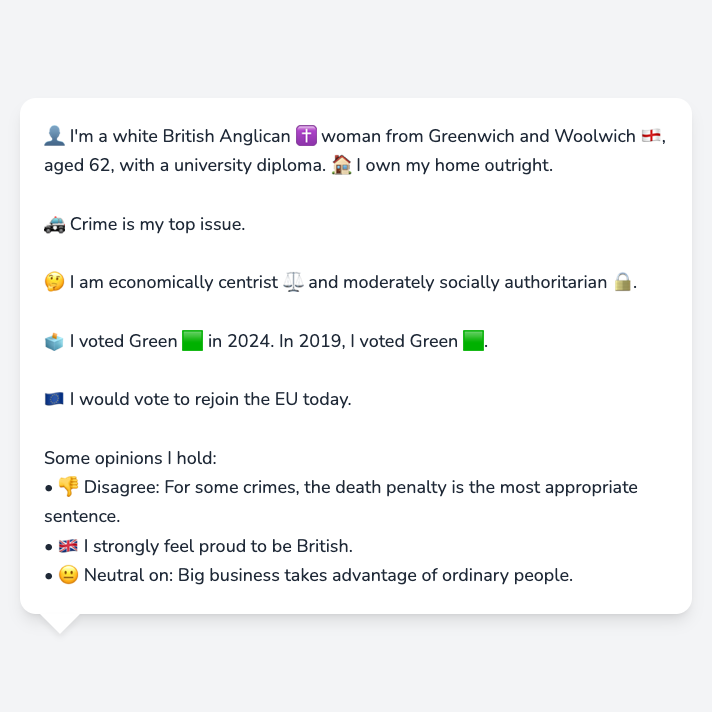 👤 I'm a white British Anglican ✝️ woman from Greenwich and Woolwich 🏴󠁧󠁢󠁥󠁮󠁧󠁿,
aged 62, with a university diploma. 🏠 I own my home outright.
🚓 Crime is my top issue.
🤔 I am economically centrist ⚖️ and moderately socially authoritarian 🔒.
🗳️ I voted Green 🟩 in 2024. In 2019, I voted Green 🟩.
🇪🇺 I would vote to rejoin the EU today.
Some opinions I hold:
• 👎 Disagree: For some crimes, the death penalty is the most appropriate
sentence.
• 🇬🇧 I strongly feel proud to be British.
• 😐 Neutral on: Big business takes advantage of ordinary people.